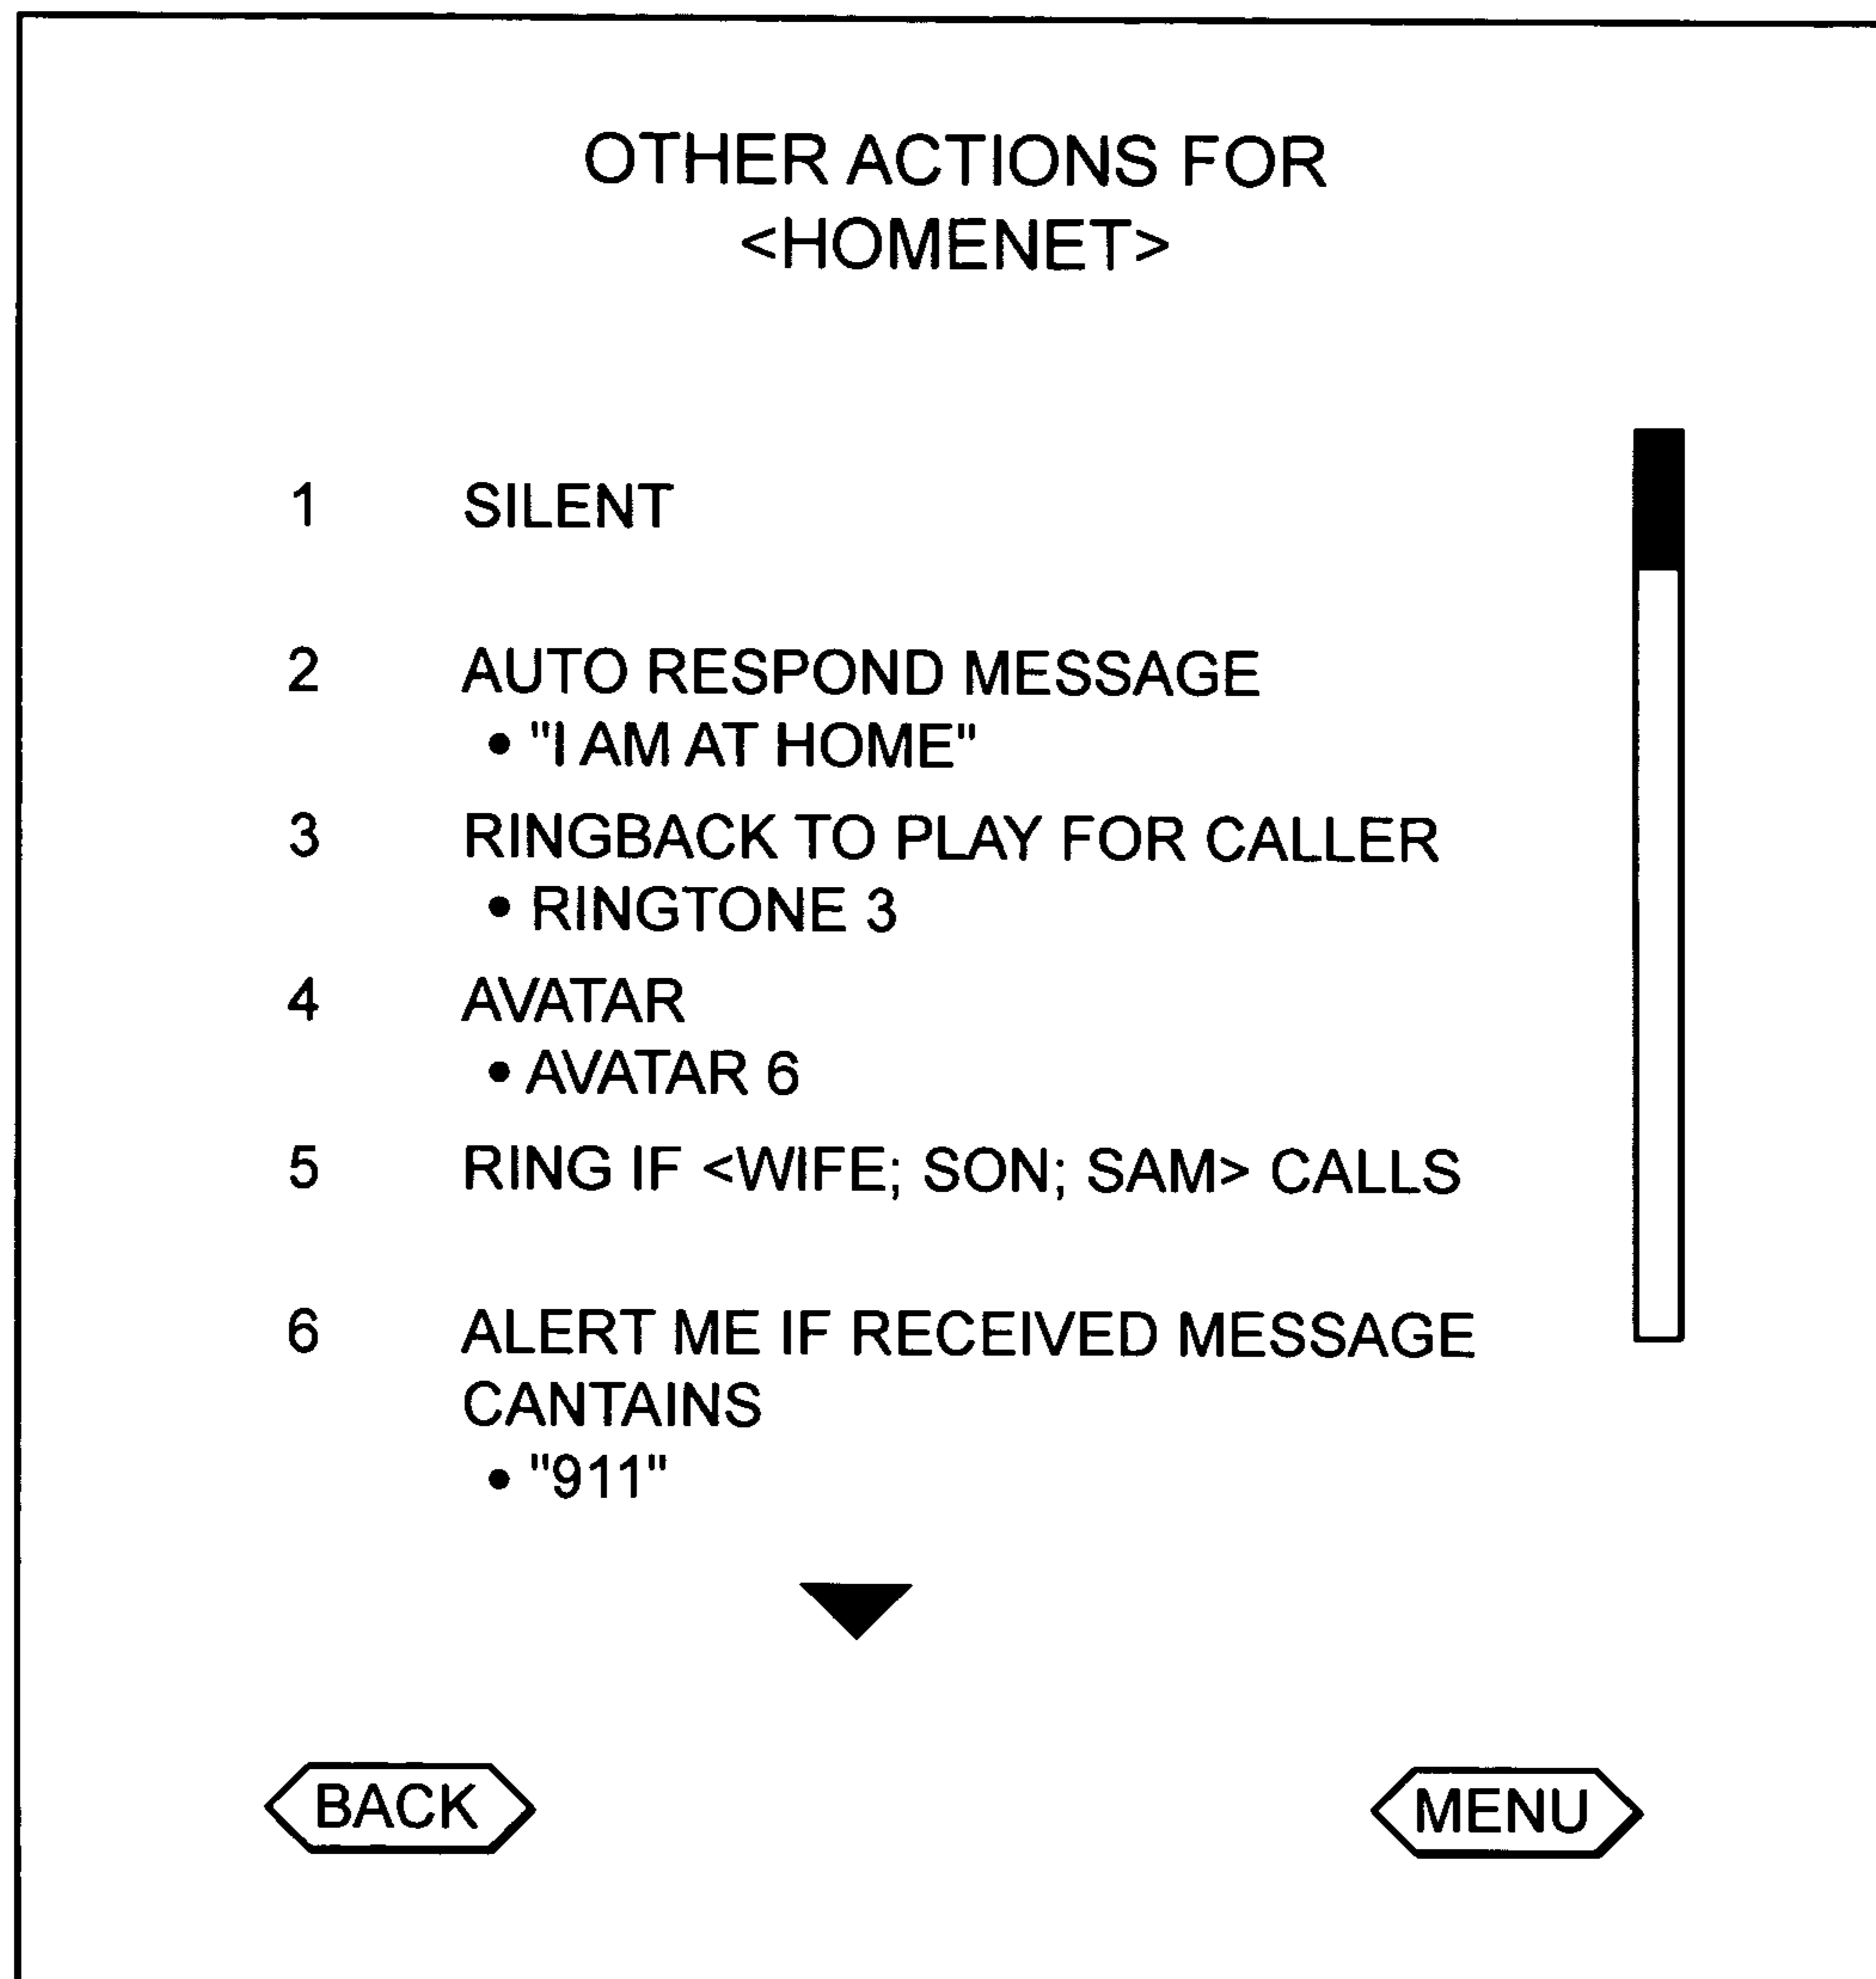 OTHER ACTIONS FOR
<HOMENET>
1 SILENT
2 AUTO RESPOND MESSAGE
• "I AM AT HOME"
3 RINGBACK TO PLAY FOR CALLER
• RINGTONE 3
4 AVATAR
• AVATAR 6
5 RING IF <WIFE; SON; SAM> CALLS
6 ALERT ME IF RECEIVED MESSAGE
CANTAINS
• "911"
BACK MENU